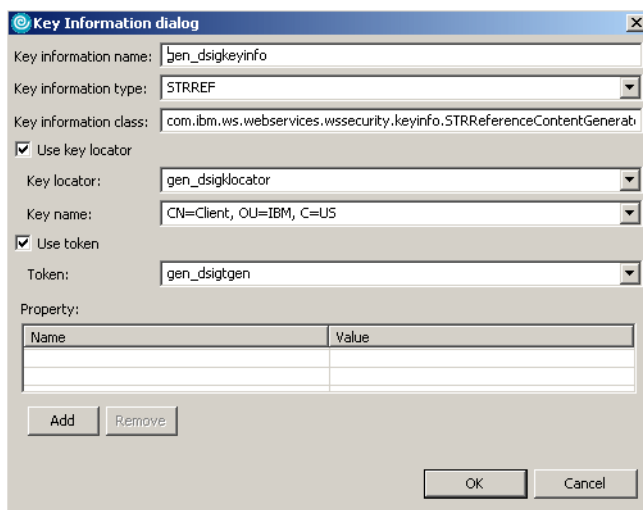 Key Information dialog
Key information name: gen_dsigkeyinfo
Key information type: STRREF
Key information class: com.ibm.ws.webservices.wssecurity.keyinfo.STRReferenceContentGenerat
Use key locator
Key locator: gen_dsigklocator
Key name: CN=Client, OU=IBM, C=US
Use token
Token: gen_dsigtgen
Property:
Name Value
Add Remove
OK Cancel